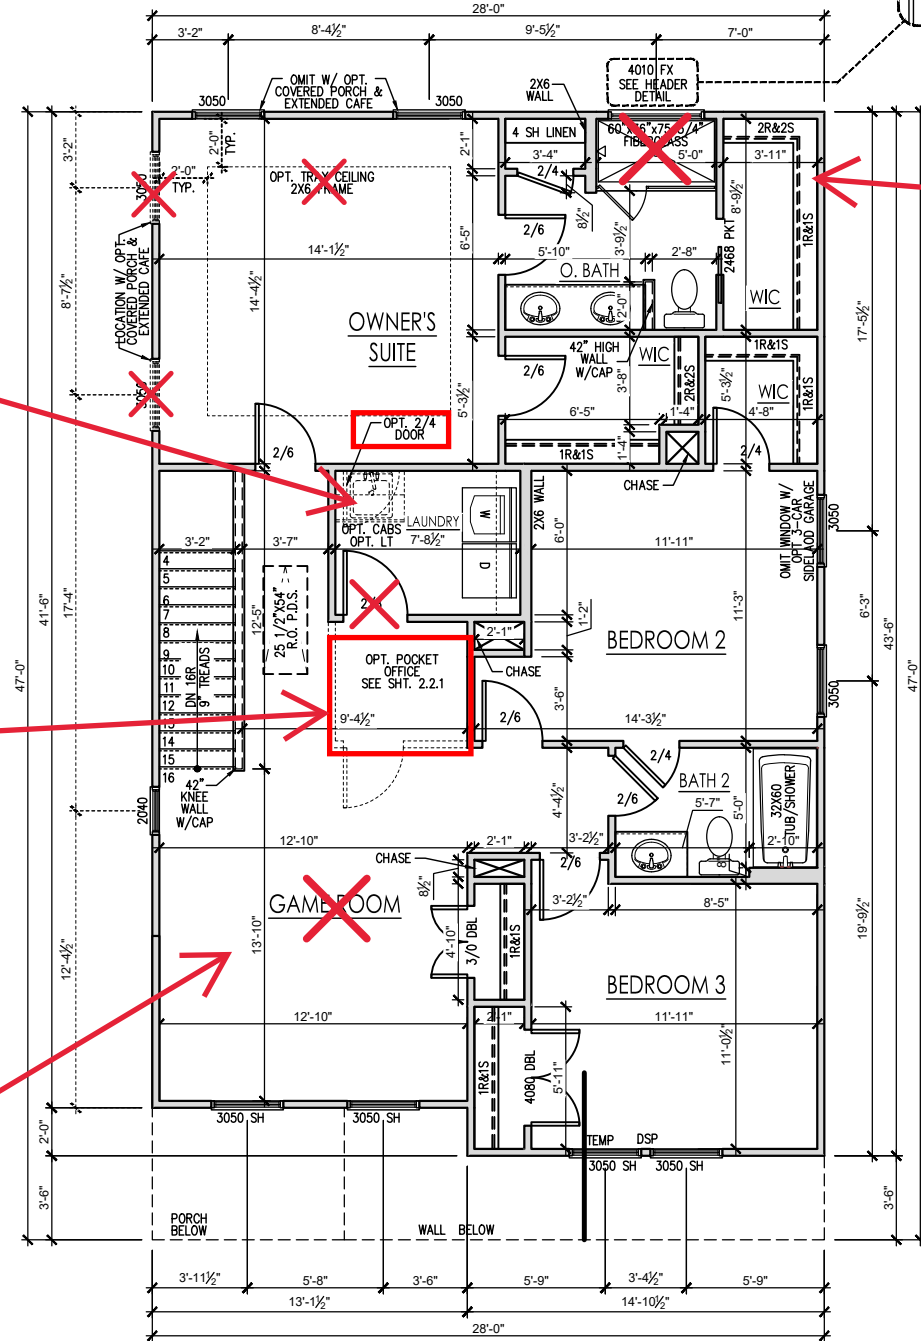 28'-0"
3'-2"
8'-4½"
9'-5½"
7'-0"
OMIT W/ OPT.
COVERED PORCH &
EXTENDED CAFE
3050
3050
2X6
WALL
4010 FX
SEE HEADER
DETAIL
3'-2"
2'-0"
TYP.
2'-0"
TYP.
OPT. TRAY CEILING
2X6 FRAME
2'-1"
4 SH LINEN
3'-4"
2/4
8½"
FIBERGLASS
5'-0"
2R&2S
3'-11"
1R&1S
8'-9½"
3050
LOCATION W/ OPT.
COVERED PORCH &
EXTENDED CAFE
8'-7½"
14'-1½"
14'-4½"
6'-5"
2/6
5'-10"
3'-9½"
2'-8"
2468 PKT
O. BATH
2'-0"
WIC
17'-5½"
OWNER'S
SUITE
42" HIGH
WALL
W/CAP
WIC
3'-8"
2R&2S
1R&1S
5'-3½"
WIC
1R&1S
2/6
5'-3½"
6'-5"
1'-4"
4'-8"
3050
OPT. 2/4
DOOR
2/6
1R&1S
1'-4"
CHASE
2/4
LAUNDRY
OPT. CABS
OPT. LT
7'-8½"
W
D
2X6 WALL
6'-0"
11'-11"
OMIT WINDOW W/
OPT 3-CAR
SIDELAOD GARAGE
3050
3'-2"
3'-7"
4
5
6
7
8
9
10
11
12
13
14
15
16
DN 16R
9" TREADS
12'-5"
25 1/2"X54"
R.O. P.D.S.
2/6
2'-1"
1'-2"
CHASE
11'-3"
6'-3"
BEDROOM 2
41'-6"
17'-4"
47'-0"
43'-6"
47'-0"
OPT. POCKET
OFFICE
SEE SHT. 2.2.1
9'-4½"
3'-6"
2/6
14'-3½"
3050
42"
KNEE
WALL
W/CAP
2040
2/4
2/6
BATH 2
5'-7"
5'-0"
32X60
TUB/SHOWER
4'-4½"
12'-10"
2'-1"
3'-2½"
2'-10"
CHASE
2/6
8"
8½"
GAME ROOM
3'-2½"
8'-5"
19'-9½"
12'-4½"
13'-10"
4'-10"
3/0 DBL
1R&1S
BEDROOM 3
12'-10"
2'-1"
11'-11"
11'-0½"
1R&1S
4080 DBL
5'-11"
3050 SH
3050 SH
TEMP
DSP
3050 SH
3050 SH
2'-0"
3'-6"
3'-6"
PORCH
BELOW
WALL BELOW
3'-11½"
5'-8"
3'-6"
5'-9"
3'-4½"
5'-9"
13'-1½"
14'-10½"
28'-0"